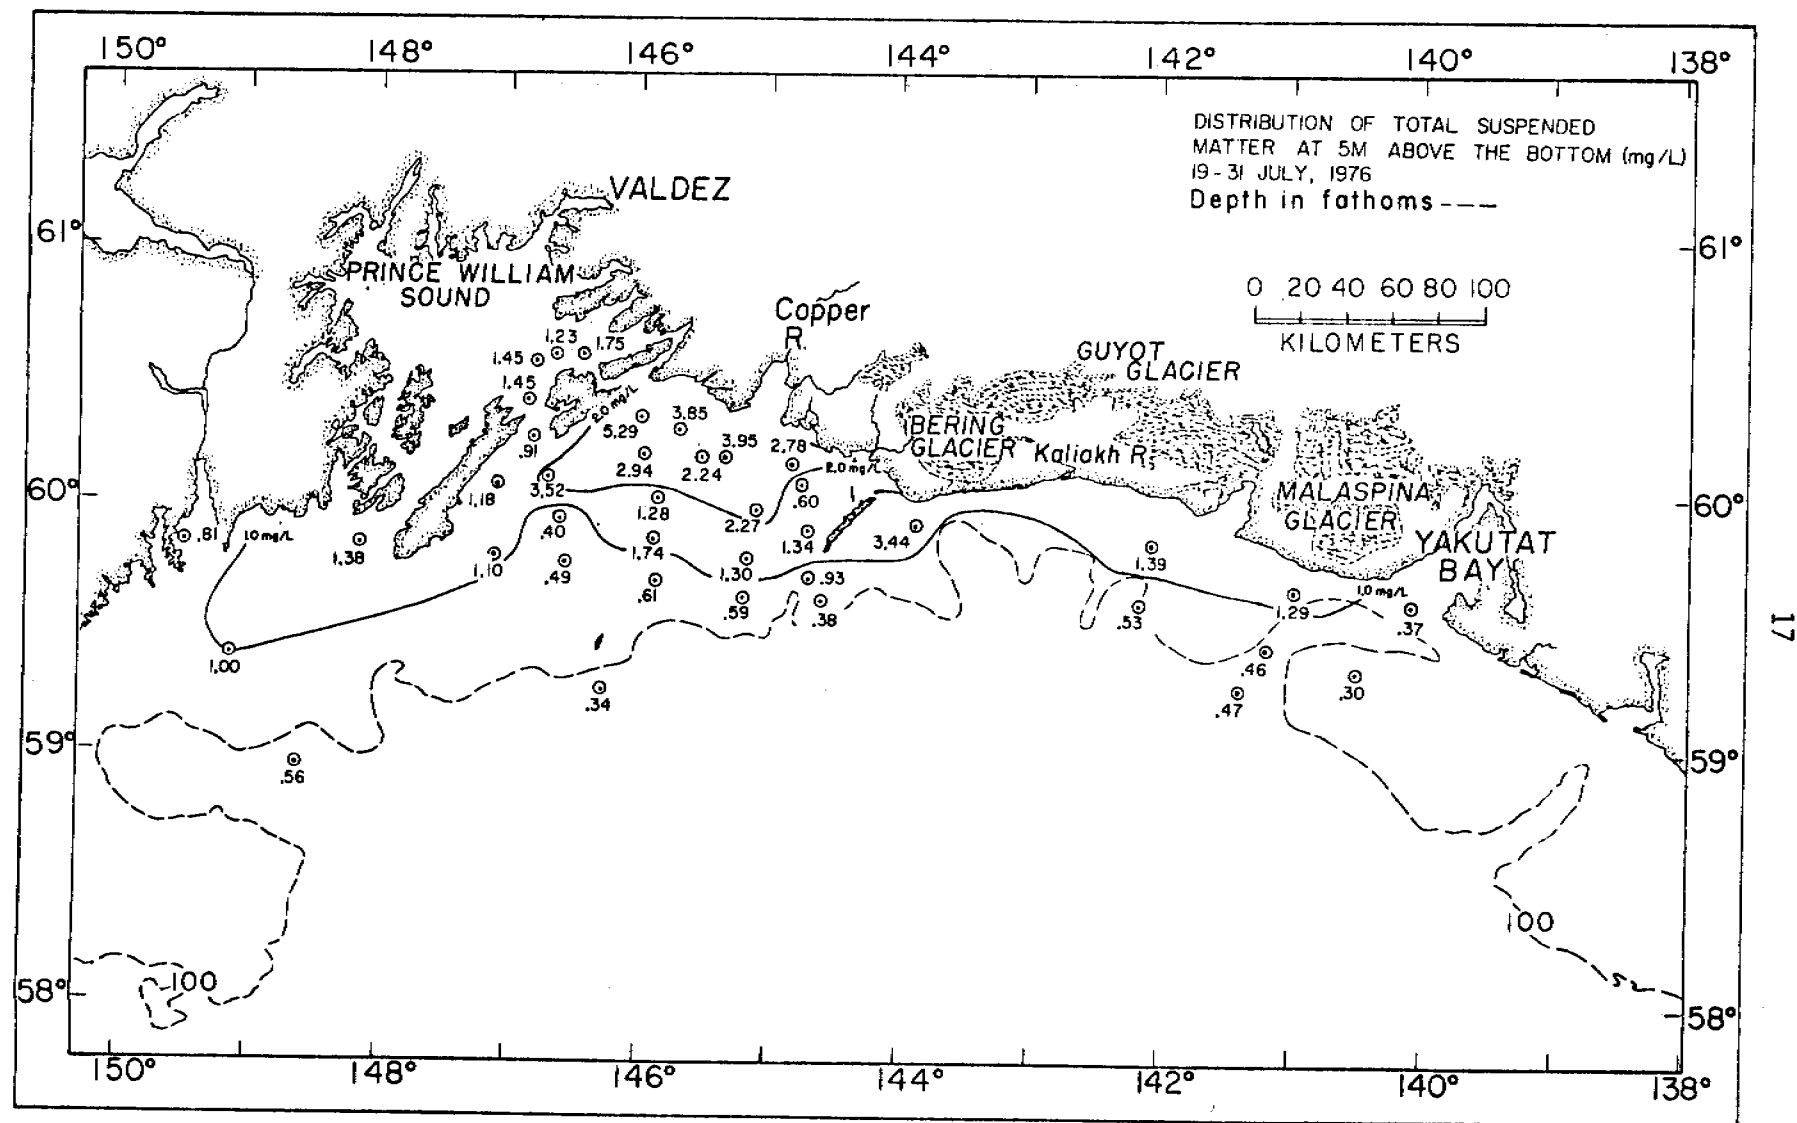 150° 148° 146° 144° 142° 140° 138°
DISTRIBUTION OF TOTAL SUSPENDED
MATTER AT 5M ABOVE THE BOTTOM (mg/L)
19-31 JULY, 1976
Depth in fathoms ---
VALDEZ
61°
61°
PRINCE WILLIAM
SOUND
0 20 40 60 80 100
KILOMETERS
Copper
R.
GUYOT
GLACIER
1.23
1.75
1.45
1.45
2.0 mg/L
5.29
3.85
.91
3.95
2.78
2.94
2.24
BERING
GLACIER
Kaliakh R.
2.0 mg/L
60°
60°
1.18
3.52
1.28
2.27
.60
MALASPINA
GLACIER
.81
1.0 mg/L
1.38
.40
1.74
1.34
3.44
YAKUTAT
BAY
1.10
.49
1.30
.93
1.39
.61
.59
.38
.53
1.29
1.0 mg/L
.37
17
1.00
.34
.46
.47
.30
59°
59°
.56
100
100
58°
58°
150° 148° 146° 144° 142° 140° 138°